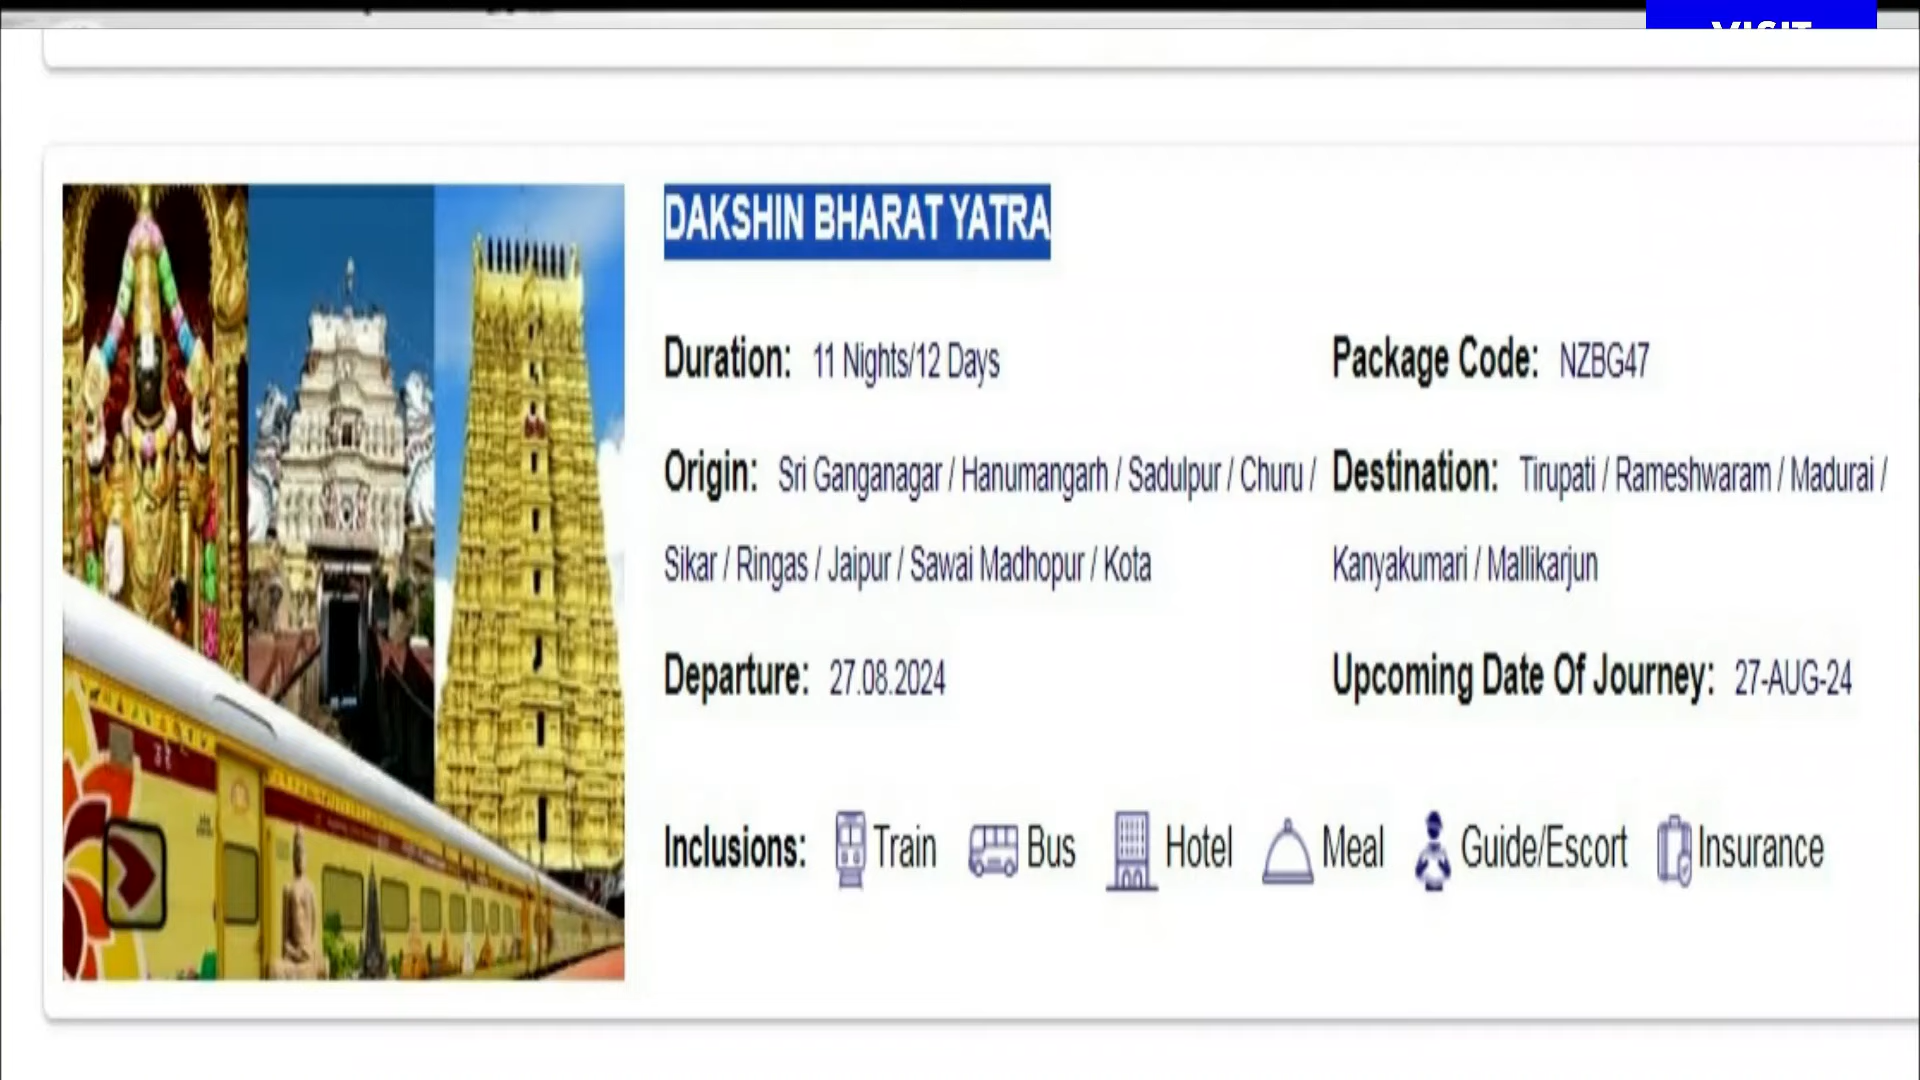 VISIT
DAKSHIN BHARAT YATRA
Duration: 11 Nights/12 Days
Package Code: NZBG47
Origin: Sri Ganganagar / Hanumangarh / Sadulpur / Churu /
Sikar / Ringas / Jaipur / Sawai Madhopur / Kota
Destination: Tirupati / Rameshwaram / Madurai /
Kanyakumari / Mallikarjun
Departure: 27.08.2024
Upcoming Date Of Journey: 27-AUG-24
Inclusions: Train Bus Hotel Meal Guide/Escort Insurance